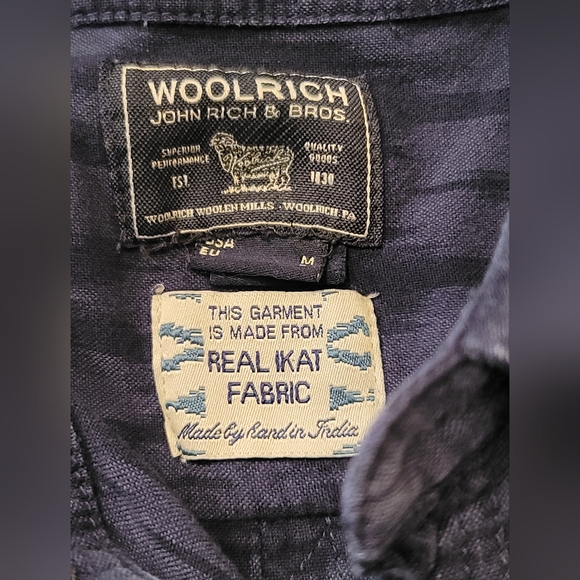 WOOLRICH
JOHN RICH & BROS.
SUPERIOR PERFORMANCE
QUALITY GOODS
EST. 1830
WOOLRICH WOOLEN MILLS - WOOLRICH, PA
USA
EU
M
THIS GARMENT
IS MADE FROM
REAL IKAT
FABRIC
Made by hand in India